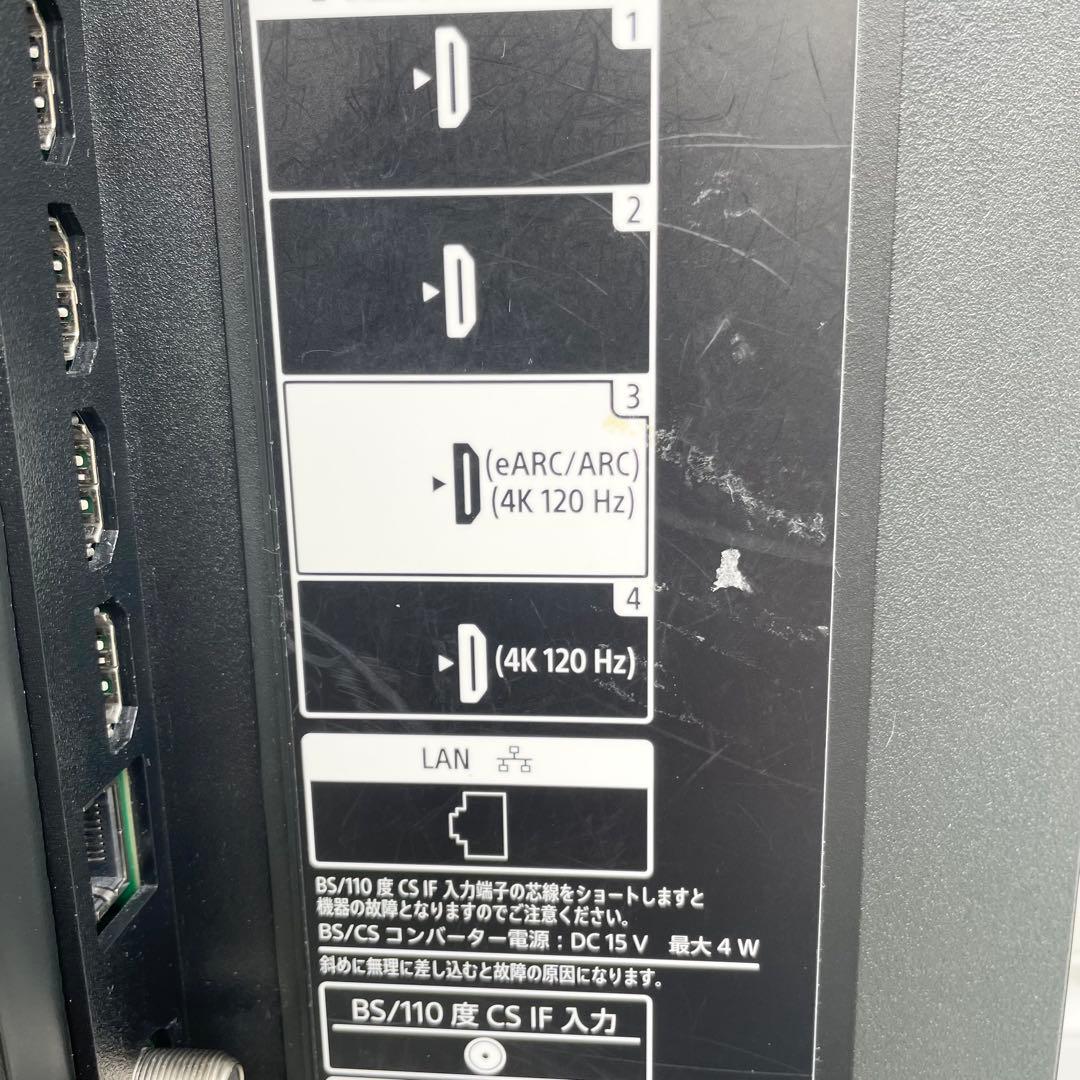 1
2
3
(eARC/ARC)
(4K 120 Hz)
4
(4K 120 Hz)
LAN
BS/110 度 CS IF 入力端子の芯線をショートしますと
機器の故障となりますのでご注意ください。
BS/CS コンバーター電源：DC 15 V 最大 4 W
斜めに無理に差し込むと故障の原因になります。
BS/110 度 CS IF 入力